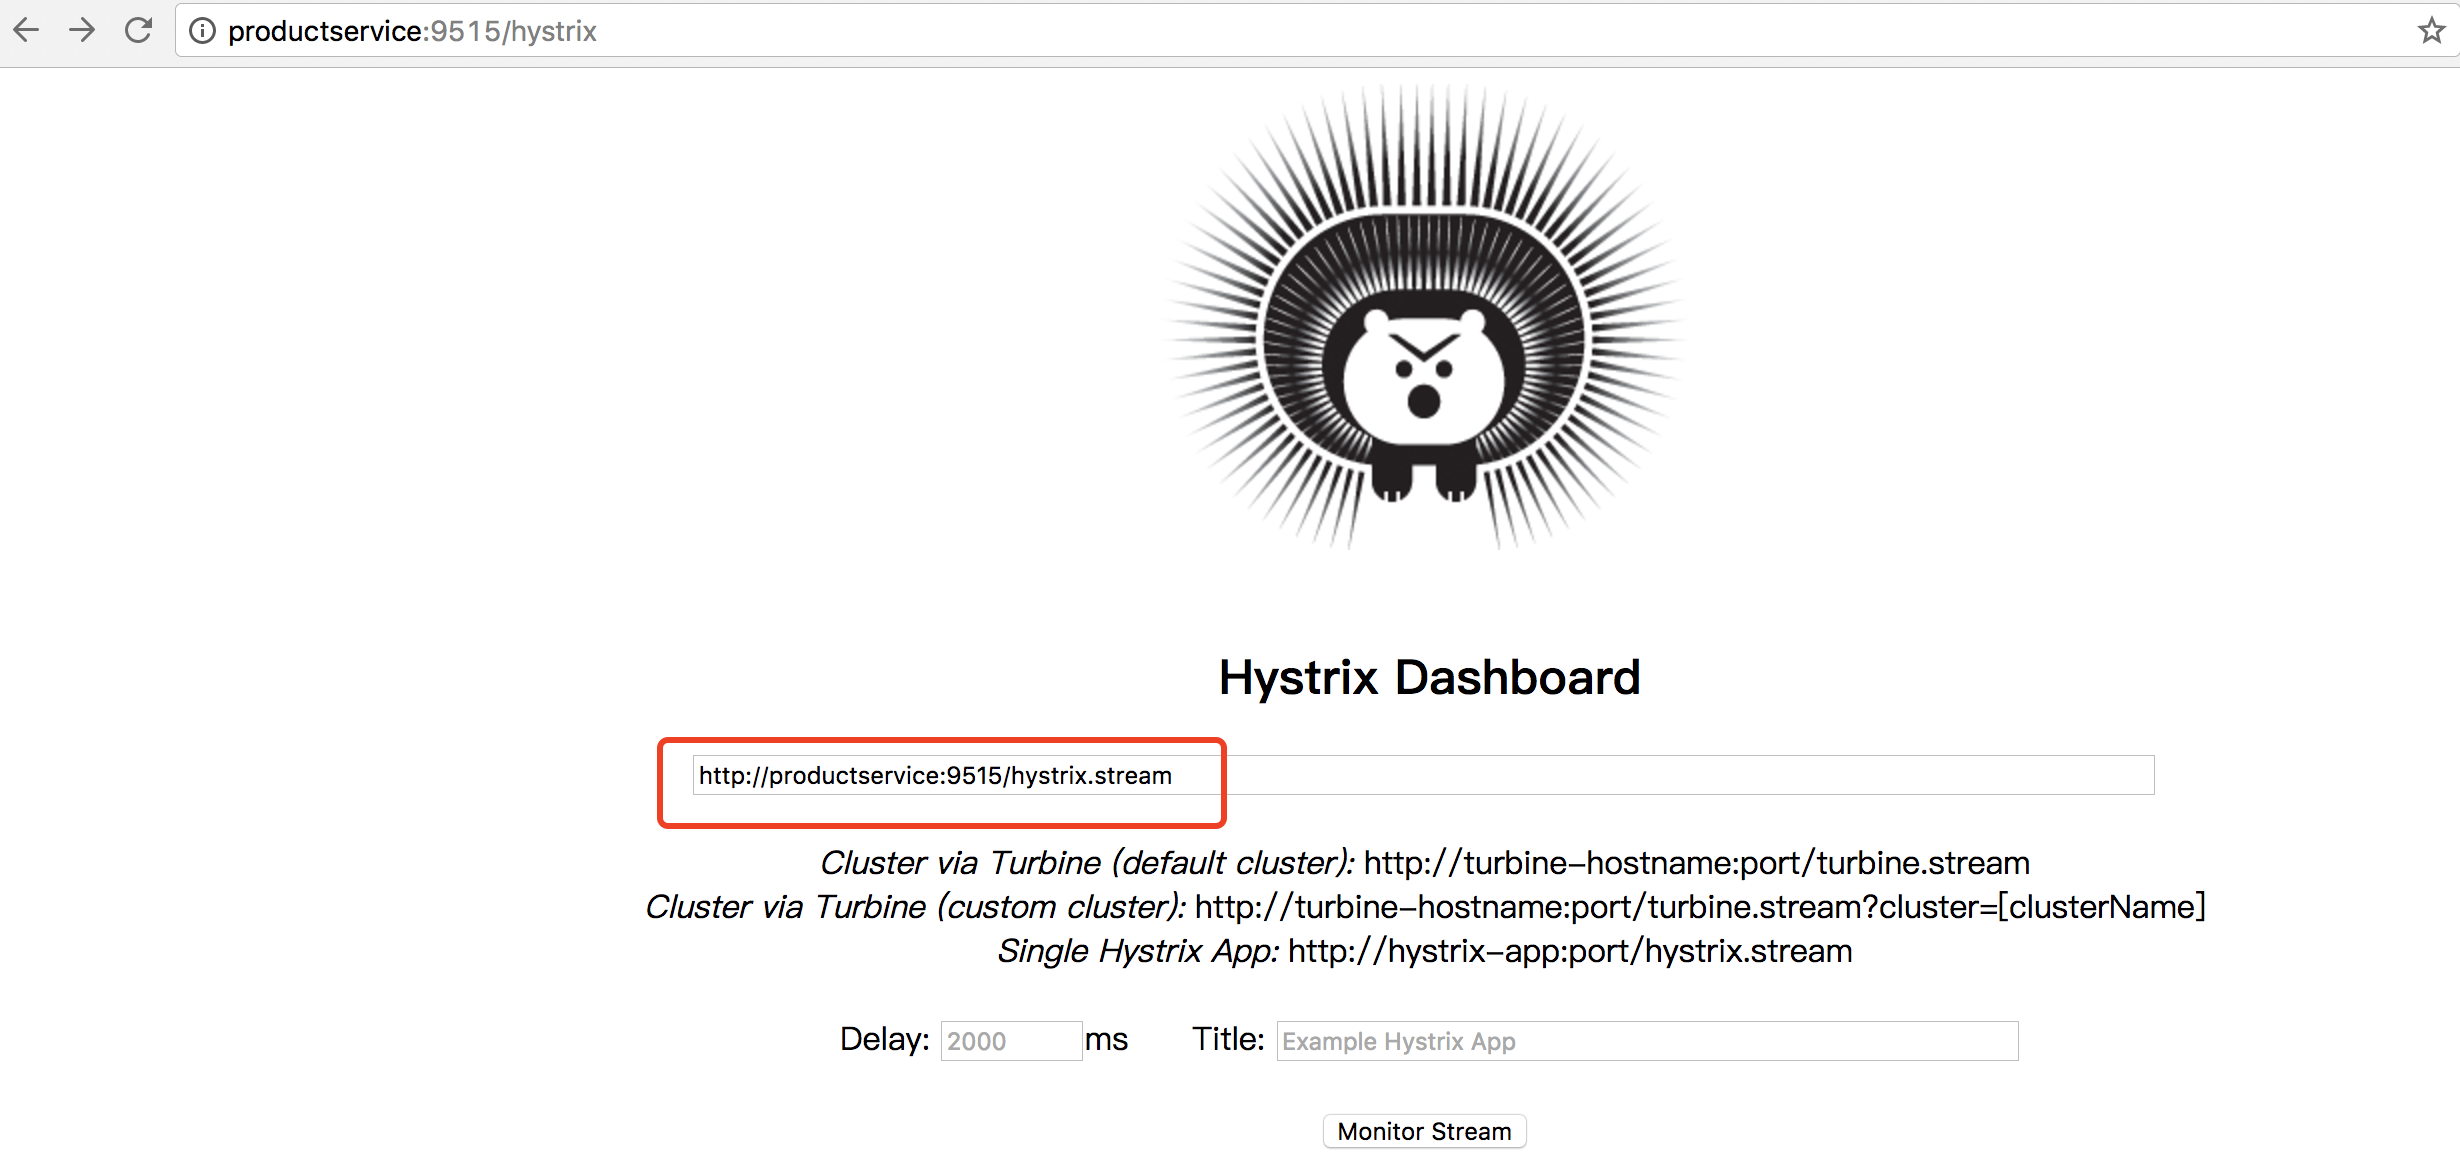 productservice:9515/hystrix
Hystrix Dashboard
http://productservice:9515/hystrix.stream
Cluster via Turbine (default cluster): http://turbine-hostname:port/turbine.stream
Cluster via Turbine (custom cluster): http://turbine-hostname:port/turbine.stream?cluster=[clusterName]
Single Hystrix App: http://hystrix-app:port/hystrix.stream
Delay: 2000 ms Title: Example Hystrix App
Monitor Stream